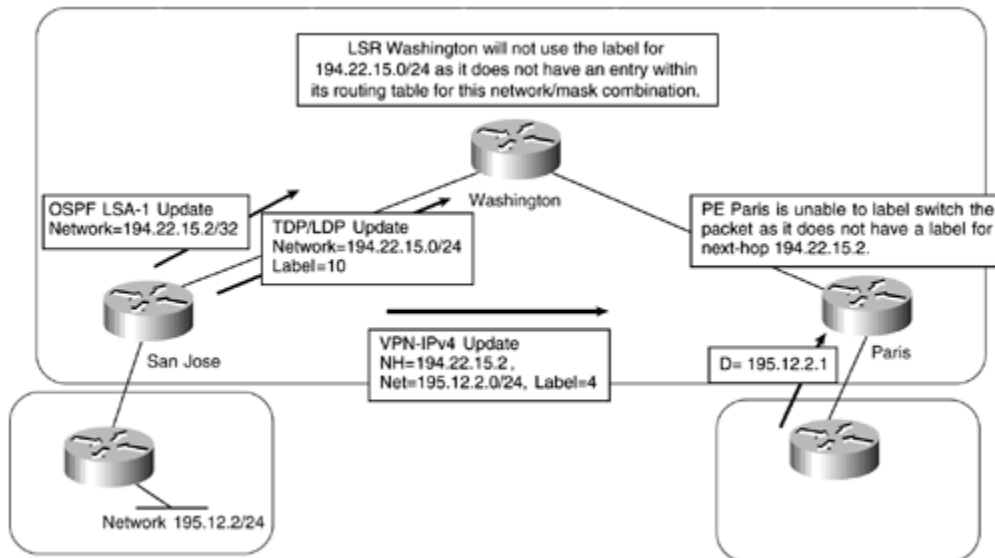 LSR Washington will not use the label for
194.22.15.0/24 as it does not have an entry within
its routing table for this network/mask combination.
Washington
OSPF LSA-1 Update
Network=194.22.15.2/32
TDP/LDP Update
Network=194.22.15.0/24
Label=10
PE Paris is unable to label switch the
packet as it does not have a label for
next-hop 194.22.15.2.
San Jose
VPN-IPv4 Update
NH=194.22.15.2 ,
Net=195.12.2.0/24, Label=4
D= 195.12.2.1
Paris
Network 195.12.2/24